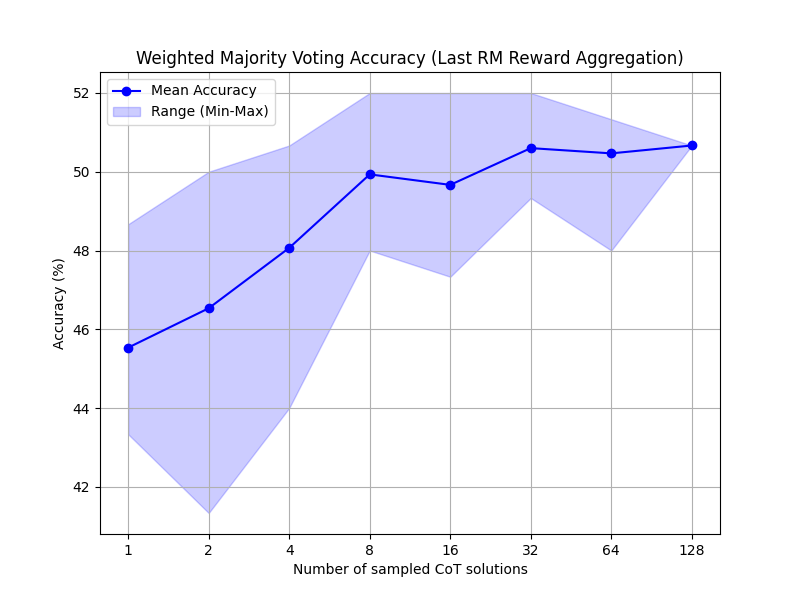 Weighted Majority Voting Accuracy (Last RM Reward Aggregation)
Mean Accuracy
Range (Min-Max)
52
50
48
46
44
42
Accuracy (%)
1 2 4 8 16 32 64 128
Number of sampled CoT solutions